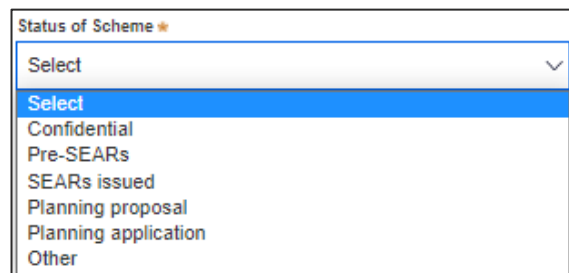 Status of Scheme *
Select
Select
Confidential
Pre-SEARs
SEARs issued
Planning proposal
Planning application
Other